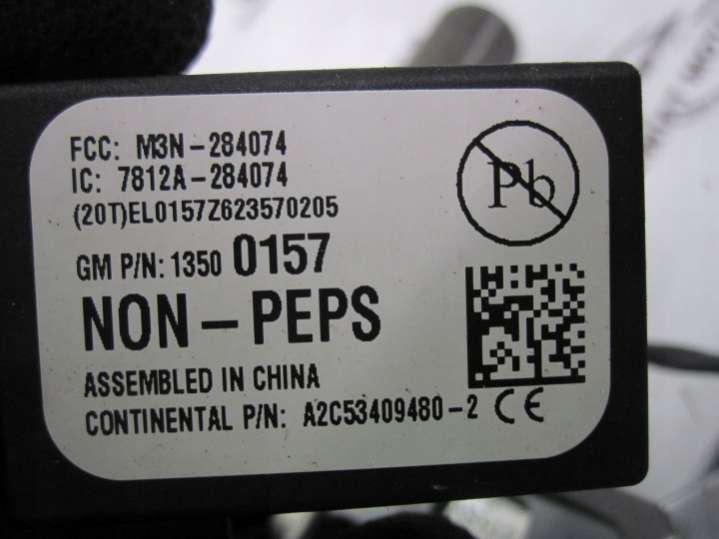 FCC: M3N-284074
IC: 7812A-284074
(20T)EL0157Z623570205
Pb
GM P/N: 1350 0157
NON-PEPS
ASSEMBLED IN CHINA
CONTINENTAL P/N: A2C53409480-2 CE